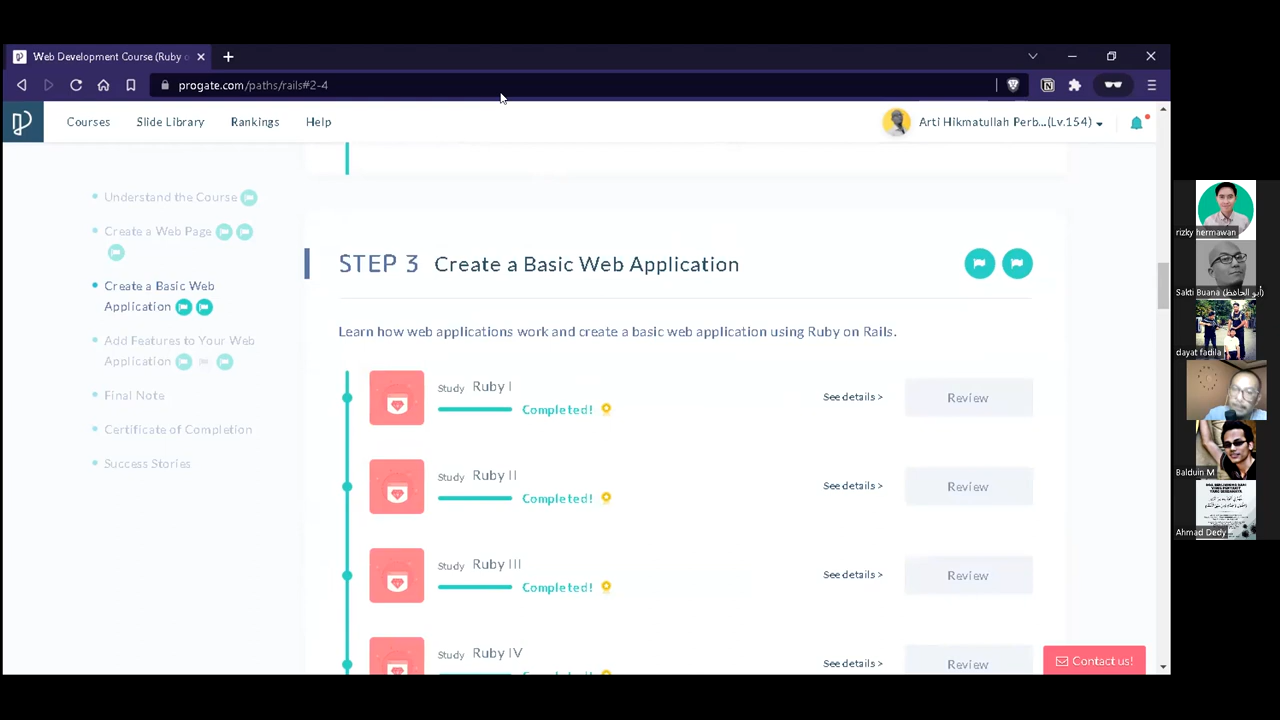 Web Development Course (Ruby o
progate.com/paths/rails#2-4
Courses
Slide Library
Rankings
Help
Arti Hikmatullah Perb...(Lv.154)
Understand the Course
Create a Web Page
Create a Basic Web
Application
Add Features to Your Web
Application
Final Note
Certificate of Completion
Success Stories
STEP 3 Create a Basic Web Application
Learn how web applications work and create a basic web application using Ruby on Rails.
Study Ruby I
Completed!
See details >
Review
Study Ruby II
Completed!
See details >
Review
Study Ruby III
Completed!
See details >
Review
Study Ruby IV
See details >
Review
Contact us!
rizky hermawan
Sakti Buana (أبو الحافظ)
dayat fadila
Balduin M
Ahmad Dedy